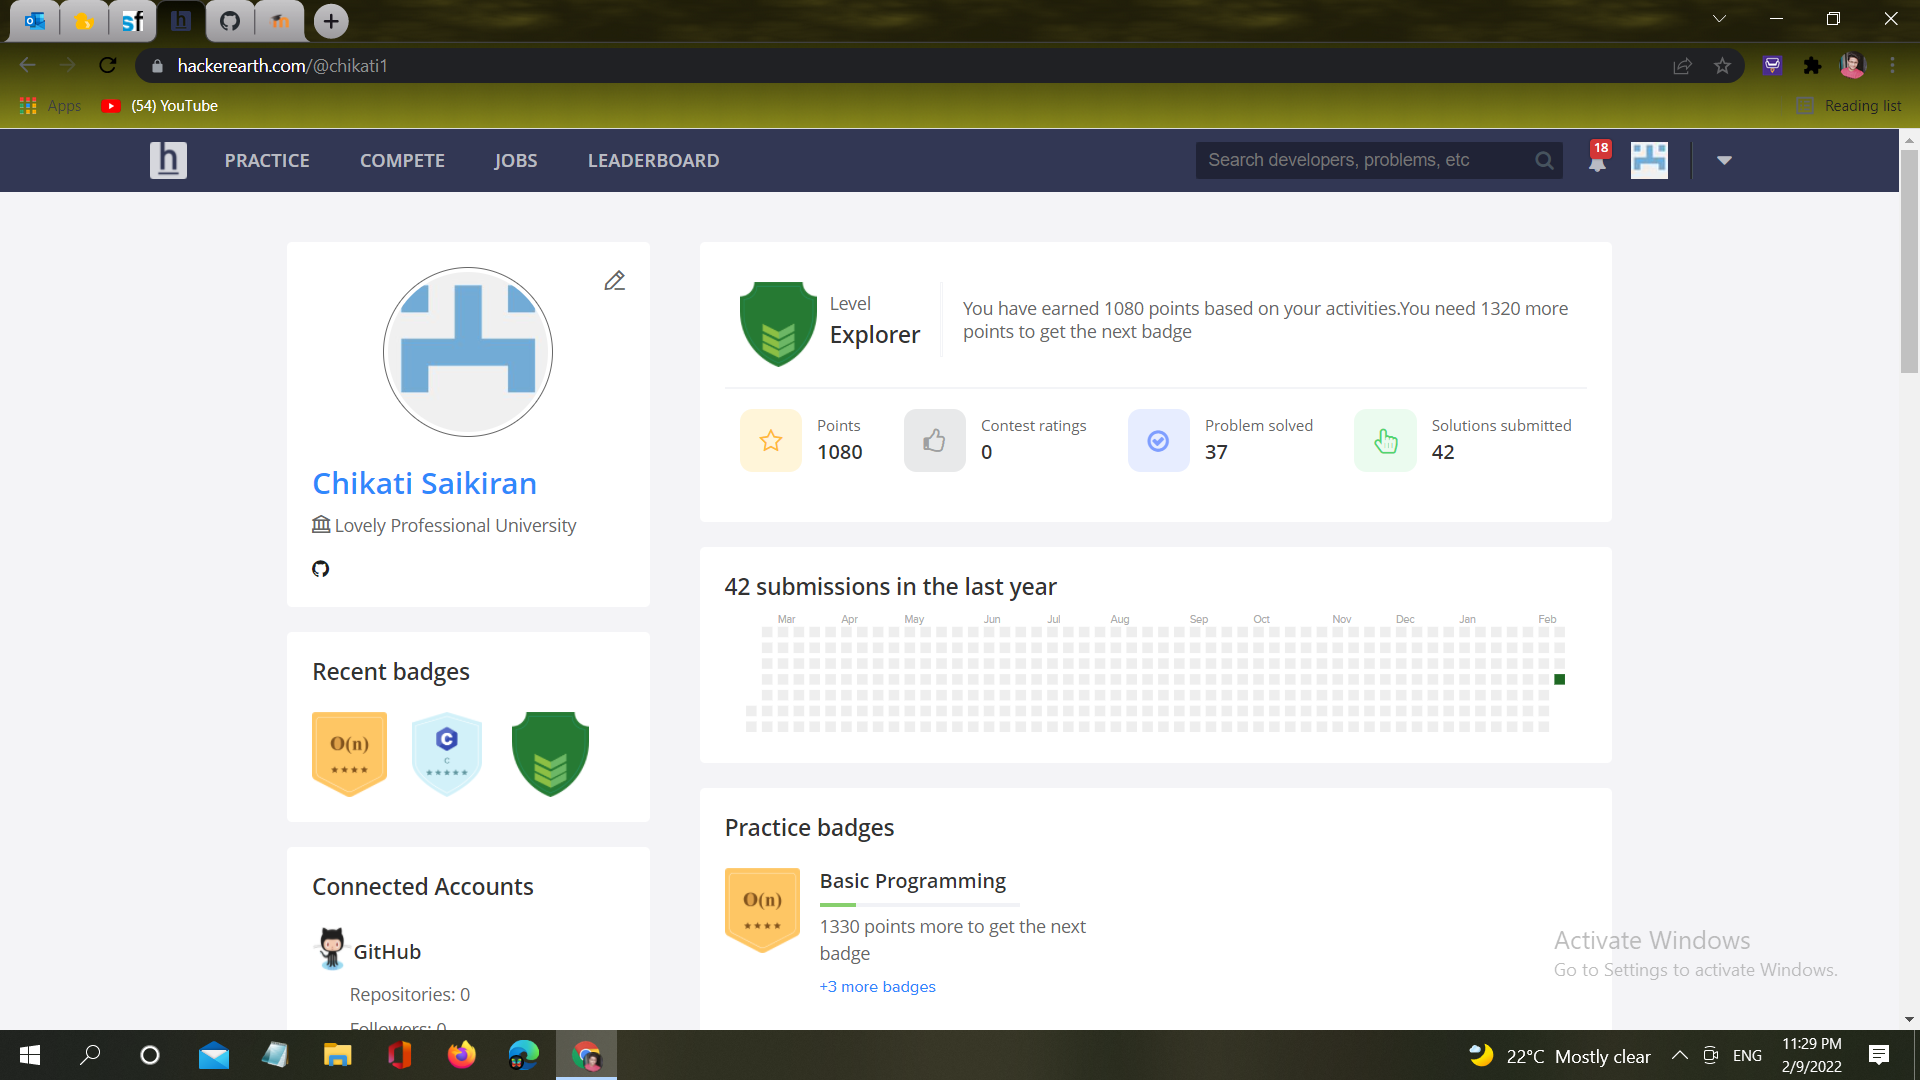 sf
h
hackerearth.com/@chikati1
Apps
(54) YouTube
Reading list
h
PRACTICE
COMPETE
JOBS
LEADERBOARD
Search developers, problems, etc
18
Level
Explorer
You have earned 1080 points based on your activities.You need 1320 more
points to get the next badge
Points
1080
Contest ratings
0
Problem solved
37
Solutions submitted
42
Chikati Saikiran
Lovely Professional University
42 submissions in the last year
Mar Apr May Jun Jul Aug Sep Oct Nov Dec Jan Feb
Recent badges
O(n)
C
C
Practice badges
O(n)
Basic Programming
1330 points more to get the next
badge
+3 more badges
Connected Accounts
GitHub
Repositories: 0
Followers: 0
Activate Windows
Go to Settings to activate Windows.
22°C Mostly clear
ENG
11:29 PM
2/9/2022